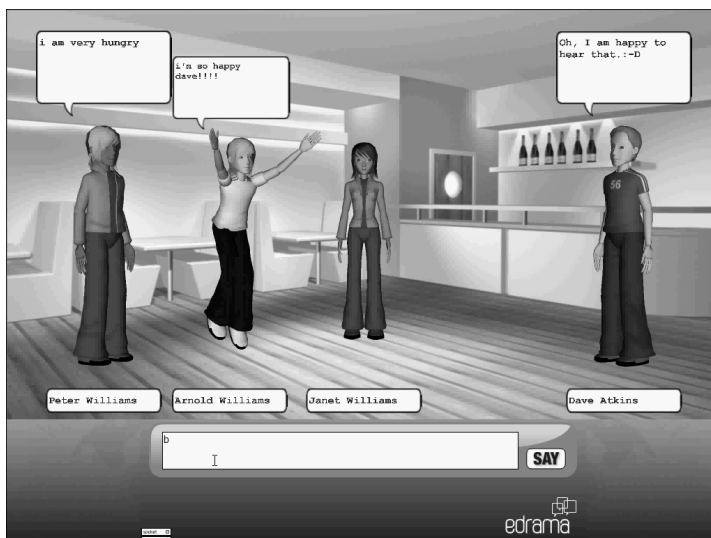 i am very hungry
i'm so happy
dave!!!!
Oh, I am happy to
hear that.:-D
56
Peter Williams
Arnold Williams
Janet Williams
Dave Atkins
b
SAY
edrama